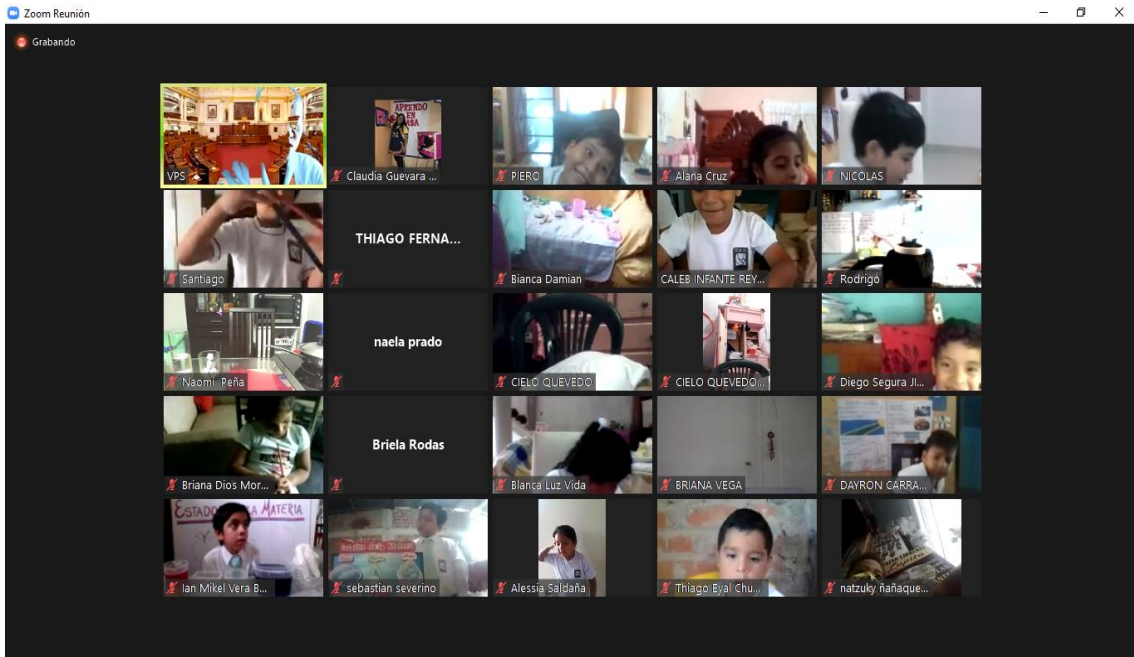 Zoom Reunión
Grabando
VPS
APRENDO
EN
CASA
Claudia Guevara ...
PIERO
Alana Cruz
NICOLAS
Santiago
THIAGO FERNA...
Bianca Damian
CALEB INFANTE REY...
Rodrigo
Naomi Peña
naela prado
CIELO QUEVEDO
CIELO QUEVEDO...
Diego Segura JI...
Briana Dios Mor...
Briela Rodas
Blanca Luz Vida
BRIANA VEGA
DAYRON CARRA...
ESTADO LA MATERIA
Ian Mikel Vera B...
sebastian severino
Alessia Saldaña
Thiago Eyal Chu...
natzuky ñañaque...